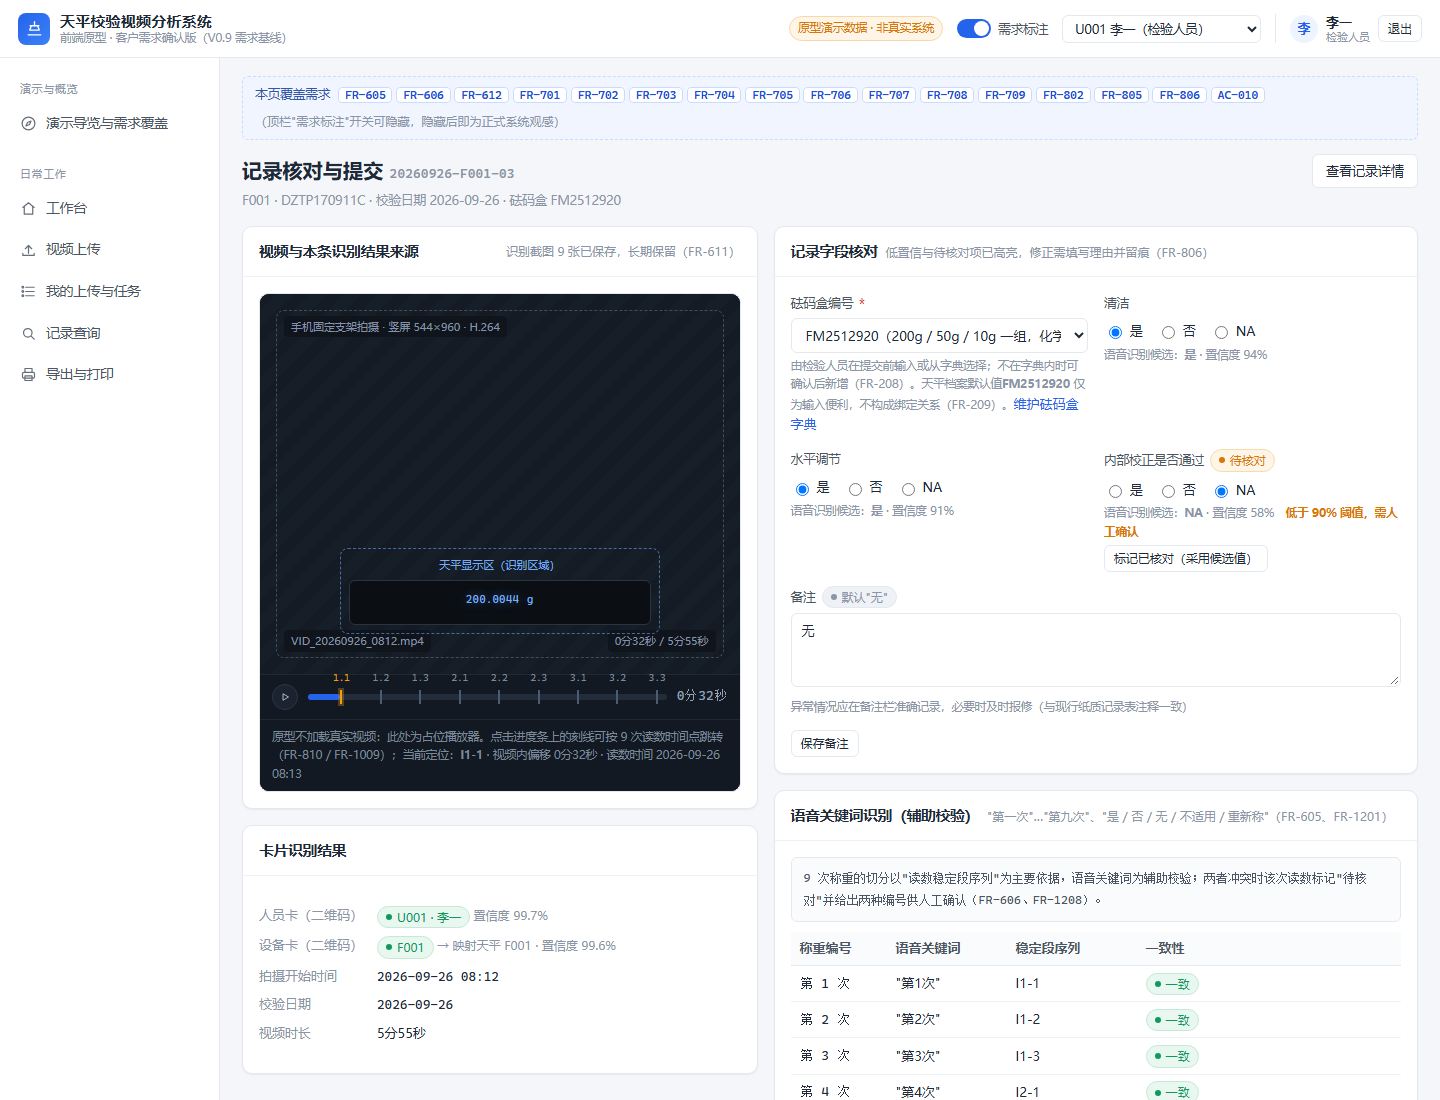 天平校验视频分析系统
前端原型 · 客户需求确认版（V0.9 需求基线）
原型演示数据 · 非真实系统
需求标注
U001 李一（检验人员）
李
李一
检验人员
退出
演示与概览
演示导览与需求覆盖
日常工作
工作台
视频上传
我的上传与任务
记录查询
导出与打印
本页覆盖需求 FR-605 FR-606 FR-612 FR-701 FR-702 FR-703 FR-704 FR-705 FR-706 FR-707 FR-708 FR-709 FR-802 FR-805 FR-806 AC-010
（顶栏"需求标注"开关可隐藏，隐藏后即为正式系统观感）
记录核对与提交 20260926-F001-03
查看记录详情
F001 · DZTP170911C · 校验日期 2026-09-26 · 砝码盒 FM2512920
视频与本条识别结果来源
识别截图 9 张已保存，长期保留（FR-611）
手机固定支架拍摄 · 竖屏 544×960 · H.264
天平显示区（识别区域）
200.0044 g
VID_20260926_0812.mp4
0分32秒 / 5分55秒
1.1 1.2 1.3 2.1 2.2 2.3 3.1 3.2 3.3
0分32秒
原型不加载真实视频：此处为占位播放器。点击进度条上的刻线可按 9 次读数时间点跳转
（FR-810 / FR-1009）；当前定位：I1-1 · 视频内偏移 0分32秒 · 读数时间 2026-09-26
08:13
卡片识别结果
人员卡（二维码） U001 · 李一 置信度 99.7%
设备卡（二维码） F001 → 映射天平 F001 · 置信度 99.6%
拍摄开始时间 2026-09-26 08:12
校验日期 2026-09-26
视频时长 5分55秒
记录字段核对 低置信与待核对项已高亮，修正需填写理由并留痕（FR-806）
砝码盒编号 *
FM2512920（200g / 50g / 10g 一组，化学
由检验人员在提交前输入或从字典选择；不在字典内时可
确认后新增（FR-208）。天平档案默认值FM2512920 仅
为输入便利，不构成绑定关系（FR-209）。维护砝码盒
字典
清洁
是 否 NA
语音识别候选：是 · 置信度 94%
水平调节
是 否 NA
语音识别候选：是 · 置信度 91%
内部校正是否通过 待核对
是 否 NA
语音识别候选：NA · 置信度 58% 低于 90% 阈值，需人
工确认
标记已核对（采用候选值）
备注 默认"无"
无
异常情况应在备注栏准确记录，必要时及时报修（与现行纸质记录表注释一致）
保存备注
语音关键词识别（辅助校验） "第一次"…"第九次"、"是 / 否 / 无 / 不适用 / 重新称"（FR-605、FR-1201）
9 次称重的切分以"读数稳定段序列"为主要依据，语音关键词为辅助校验；两者冲突时该次读数标记"待核
对"并给出两种编号供人工确认（FR-606、FR-1208）。
称重编号 语音关键词 稳定段序列 一致性
第 1 次 "第1次" I1-1 一致
第 2 次 "第2次" I1-2 一致
第 3 次 "第3次" I1-3 一致
第 4 次 "第4次" I2-1 一致